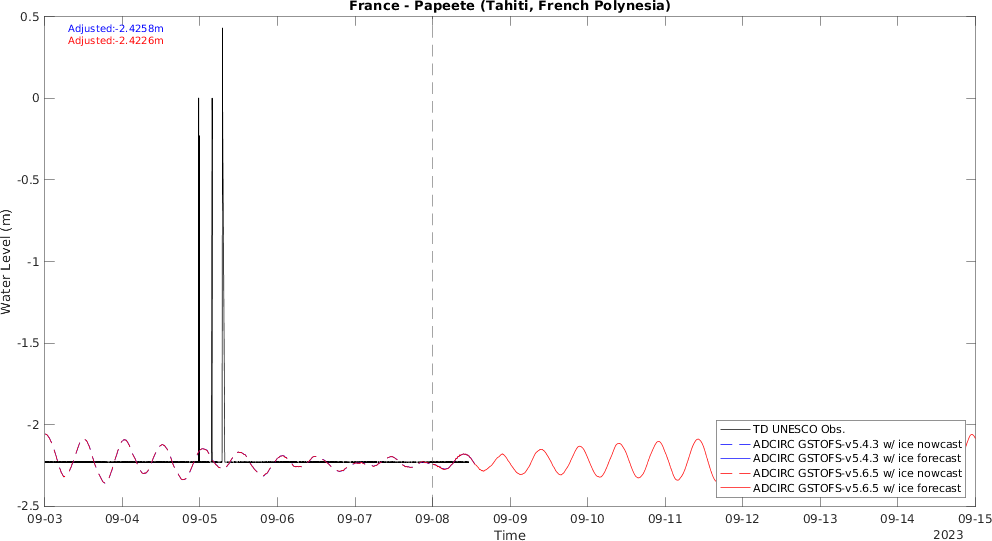 France - Papeete (Tahiti, French Polynesia)
Adjusted:-2.4258m
Adjusted:-2.4226m
0.5
0
-0.5
-1
-1.5
-2
-2.5
Water Level (m)
TD UNESCO Obs.
ADCIRC GSTOFS-v5.4.3 w/ ice nowcast
ADCIRC GSTOFS-v5.4.3 w/ ice forecast
ADCIRC GSTOFS-v5.6.5 w/ ice nowcast
ADCIRC GSTOFS-v5.6.5 w/ ice forecast
09-03 09-04 09-05 09-06 09-07 09-08 09-09 09-10 09-11 09-12 09-13 09-14 09-15
Time
2023